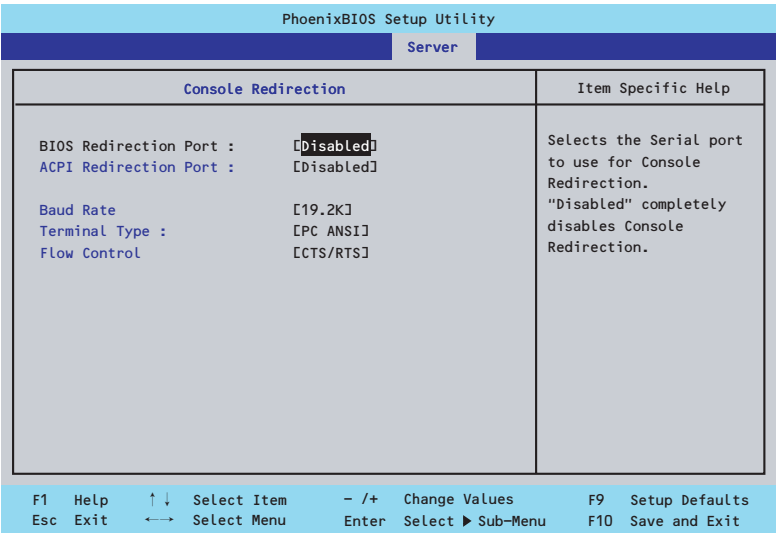 PhoenixBIOS Setup Utility
Server
Console Redirection
Item Specific Help
BIOS Redirection Port : [Disabled]
ACPI Redirection Port : [Disabled]
Baud Rate [19.2K]
Terminal Type : [PC ANSI]
Flow Control [CTS/RTS]
Selects the Serial port
to use for Console
Redirection.
"Disabled" completely
disables Console
Redirection.
F1 Help ↑↓ Select Item - /+ Change Values F9 Setup Defaults
Esc Exit ←→ Select Menu Enter Select ▶ Sub-Menu F10 Save and Exit